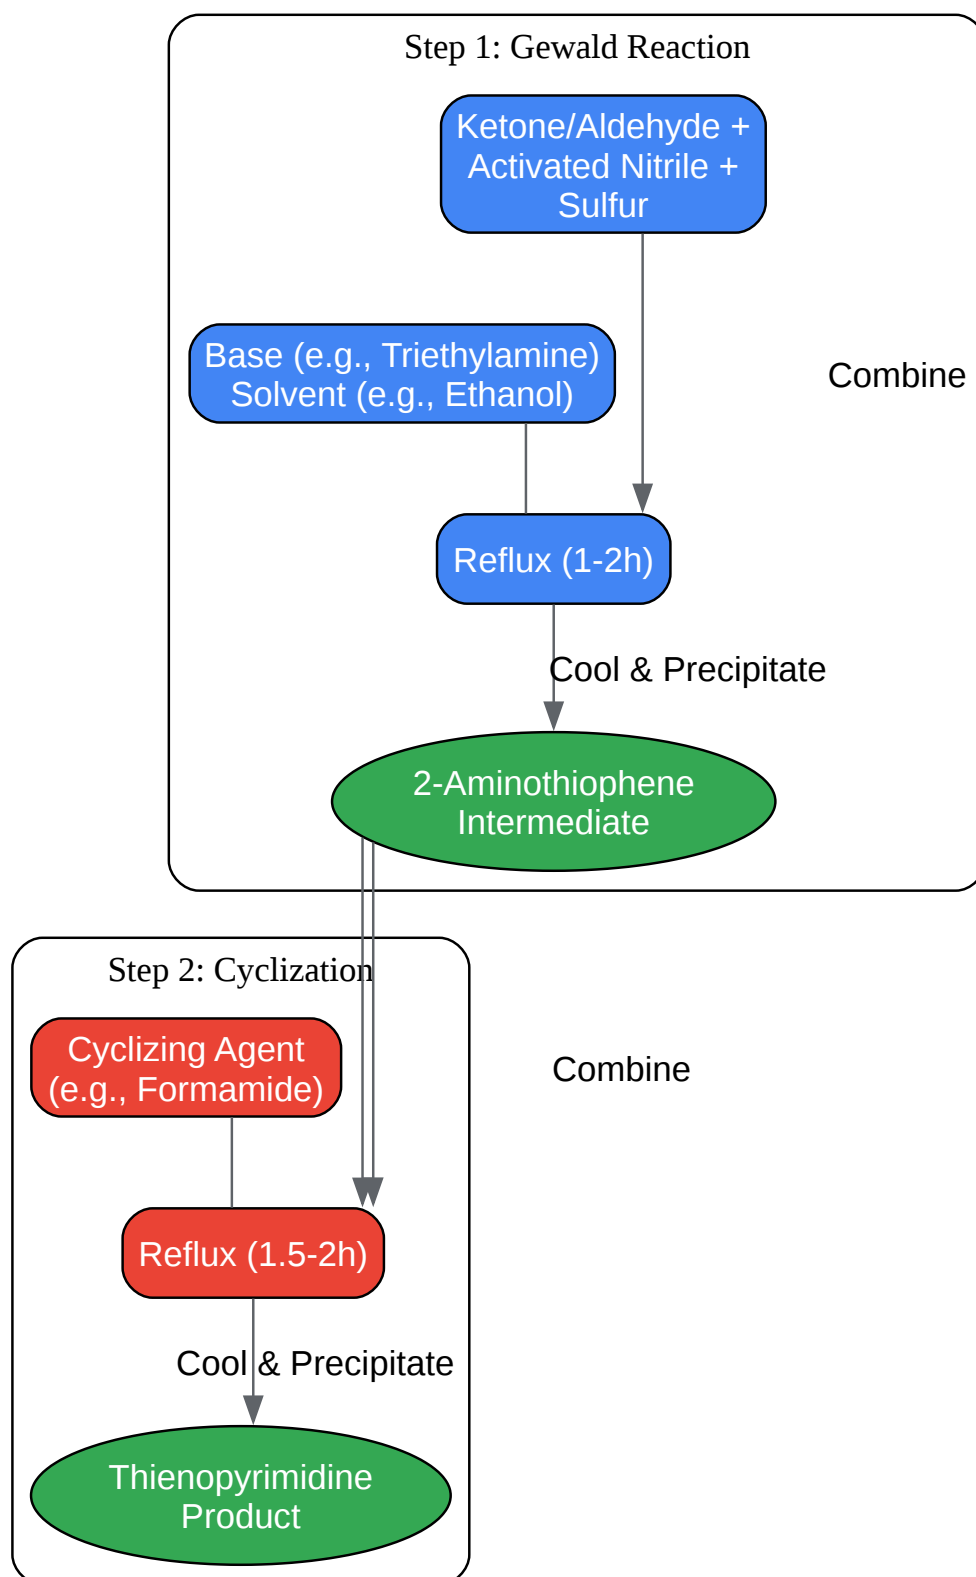 Step 1: Gewald Reaction
Ketone/Aldehyde +
Activated Nitrile +
Sulfur
Base (e.g., Triethylamine)
Solvent (e.g., Ethanol)
Combine
Reflux (1-2h)
Cool & Precipitate
2-Aminothiophene
Intermediate
Step 2: Cyclization
Cyclizing Agent
(e.g., Formamide)
Combine
Reflux (1.5-2h)
Cool & Precipitate
Thienopyrimidine
Product